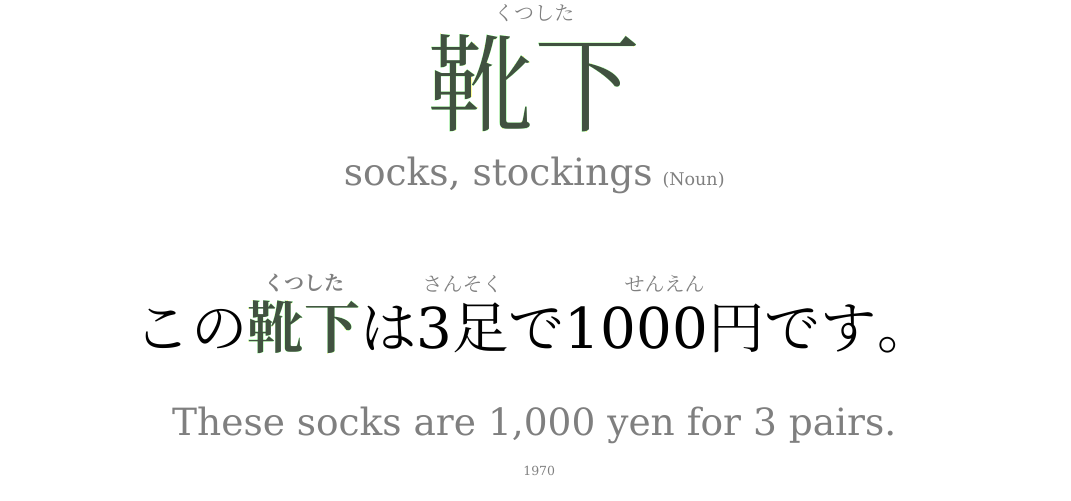 くつした
靴下
socks, stockings (Noun)
くつした さんそく せんえん
この靴下は3足で1000円です。
These socks are 1,000 yen for 3 pairs.
1970